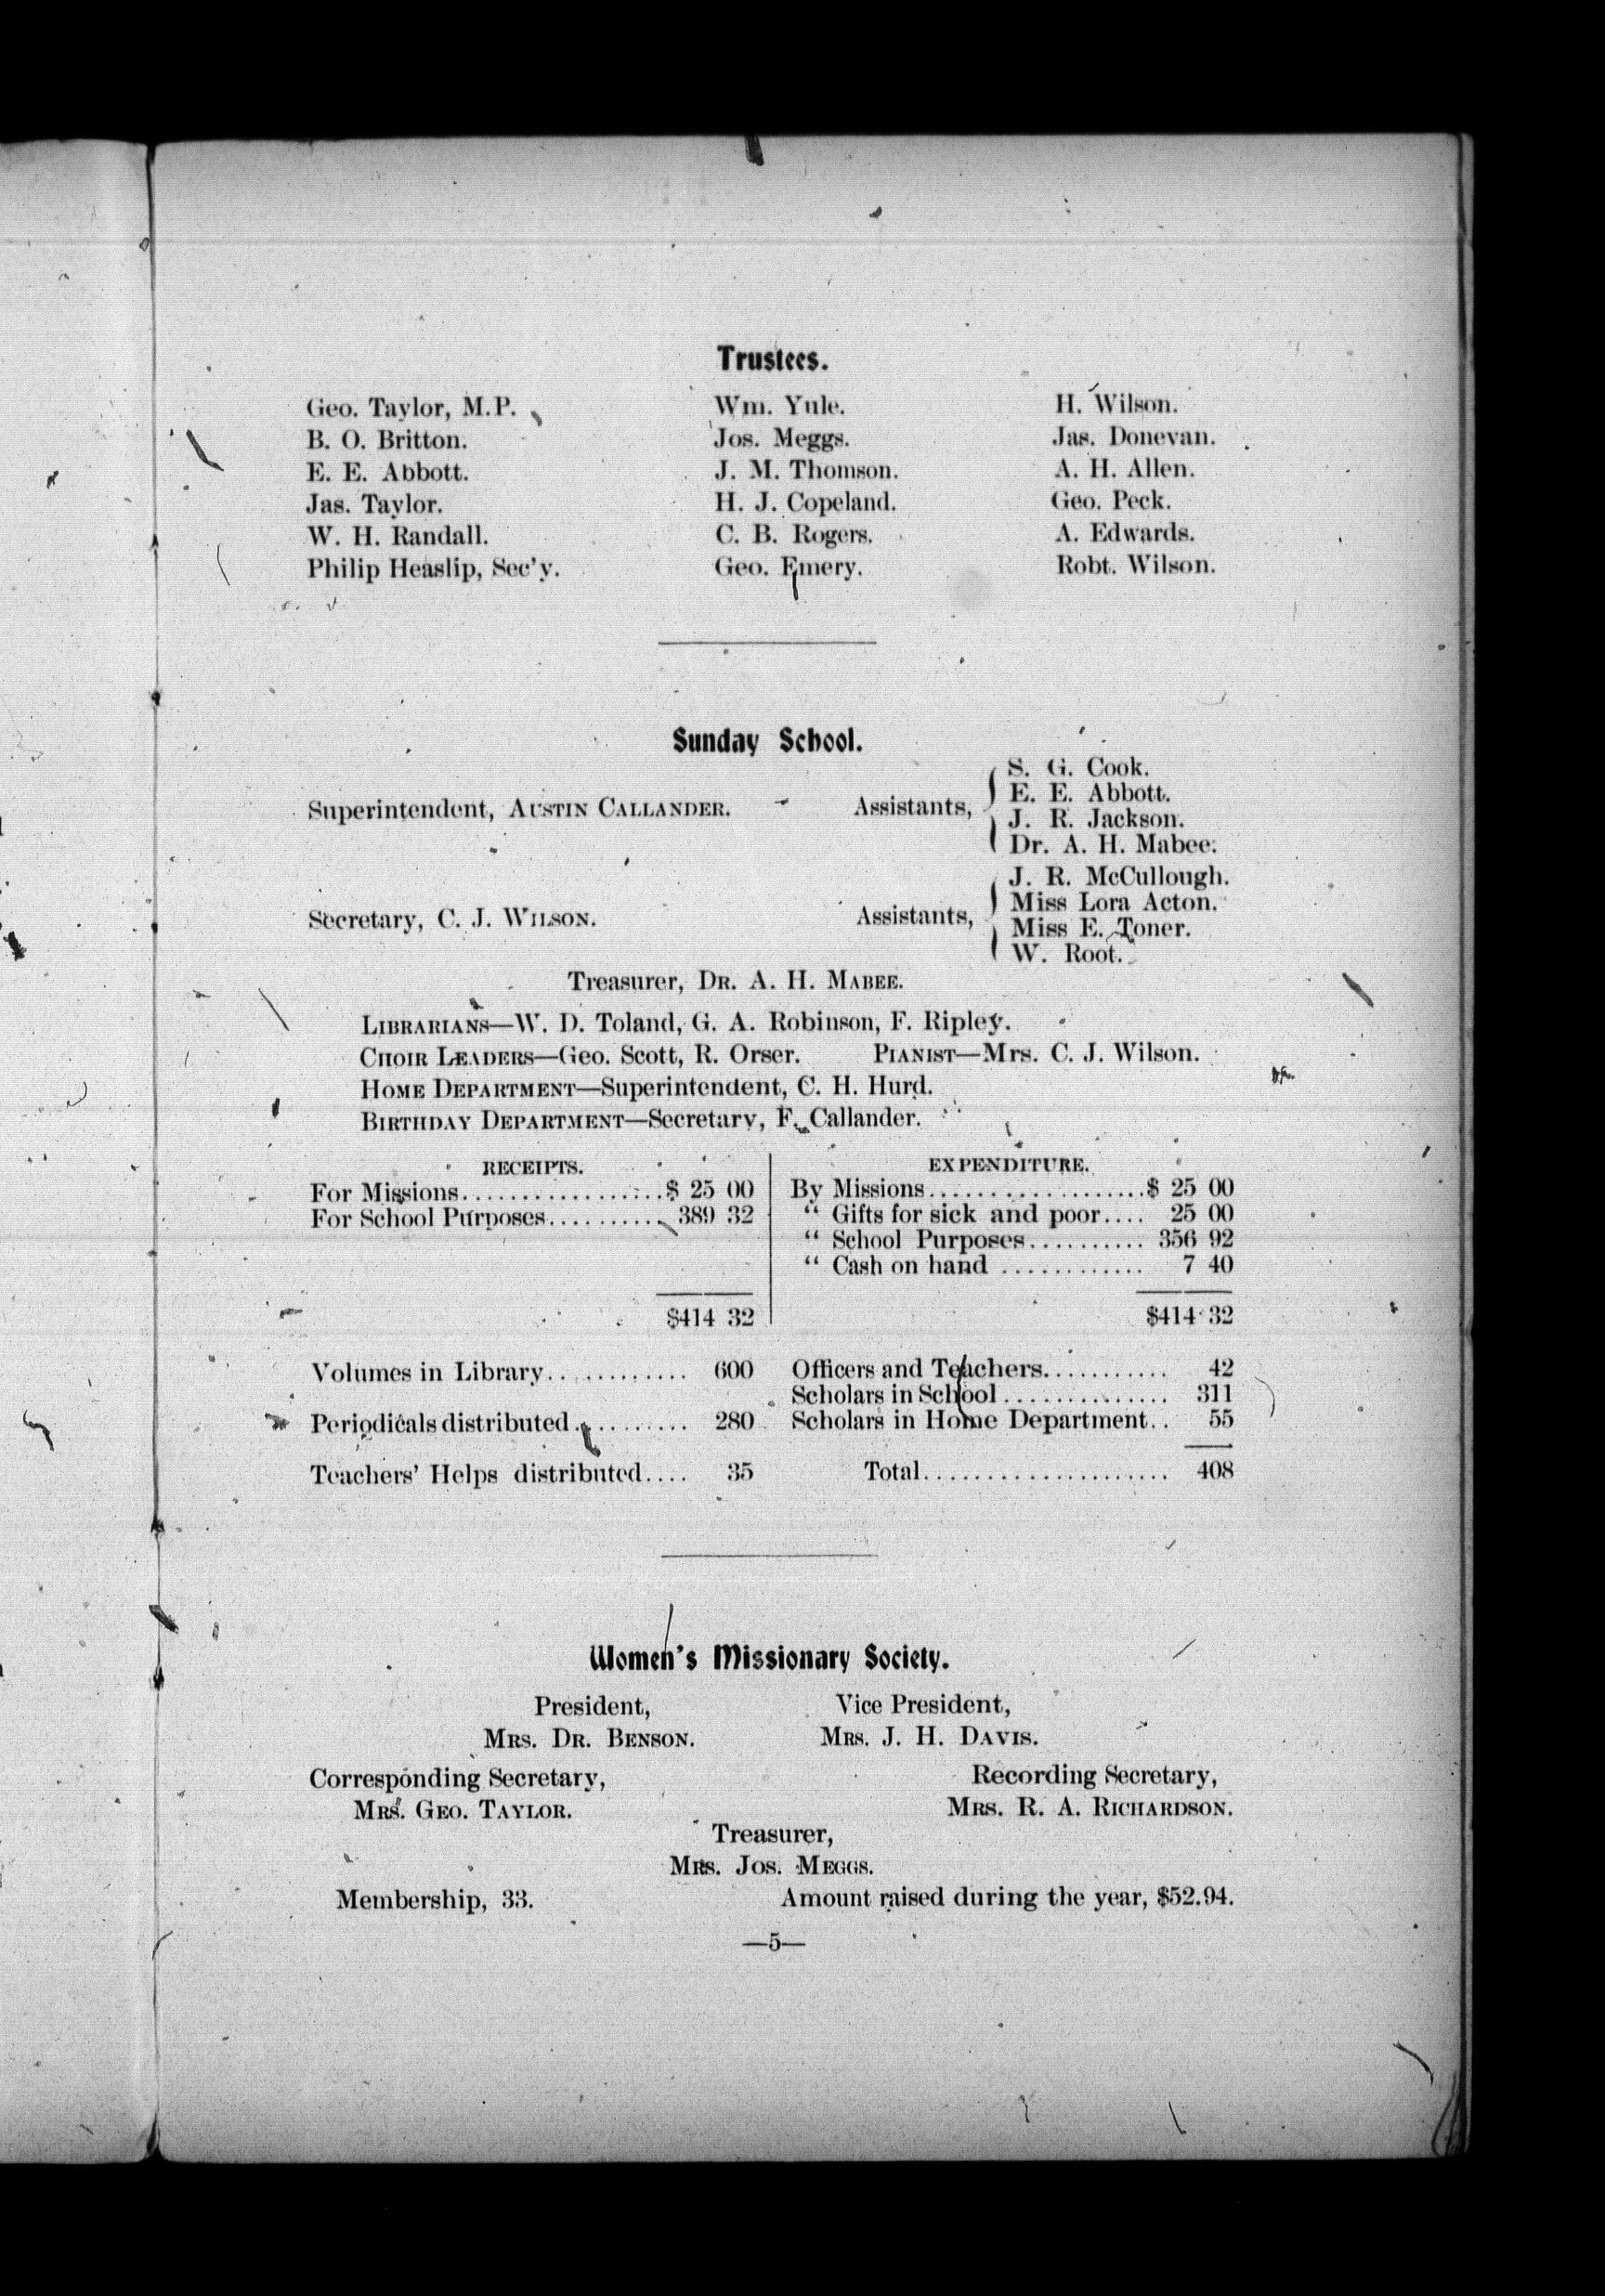 Trustees.
Geo. Taylor, M.P. Wm. Yule. H. Wilson.
B. O. Britton. Jos. Meggs. Jas. Donevan.
E. E. Abbott. J. M. Thomson. A. H. Allen.
Jas. Taylor. H. J. Copeland. Geo. Peck.
W. H. Randall. C. B. Rogers. A. Edwards.
Philip Heaslip, Sec'y. Geo. Emery. Robt. Wilson.
Sunday School.
Superintendent, AUSTIN CALLANDER. Assistants,
S. G. Cook.
E. E. Abbott.
J. R. Jackson.
Dr. A. H. Mabee.
Secretary, C. J. WILSON. Assistants,
J. R. McCullough.
Miss Lora Acton.
Miss E. Toner.
W. Root.
Treasurer, DR. A. H. MABEE.
LIBRARIANS—W. D. Toland, G. A. Robinson, F. Ripley.
CHOIR LEADERS—Geo. Scott, R. Orser. PIANIST—Mrs. C. J. Wilson.
HOME DEPARTMENT—Superintendent, C. H. Hurd.
BIRTHDAY DEPARTMENT—Secretary, F. Callander.
RECEIPTS.
For Missions.................$ 25 00
For School Purposes.......... 389 32
$414 32
EXPENDITURE.
By Missions..................$ 25 00
“ Gifts for sick and poor.... 25 00
“ School Purposes.......... 356 92
“ Cash on hand ............ 7 40
$414 32
Volumes in Library............ 600
Periodicals distributed.......... 280
Teachers' Helps distributed.... 35
Officers and Teachers........... 42
Scholars in School .............. 311
Scholars in Home Department.. 55
Total.................... 408
Women's Missionary Society.
President, Vice President,
MRS. DR. BENSON. MRS. J. H. DAVIS.
Corresponding Secretary, Recording Secretary,
MRS. GEO. TAYLOR. MRS. R. A. RICHARDSON.
Treasurer,
MRS. JOS. MEGGS.
Membership, 33. Amount raised during the year, $52.94.
—5—